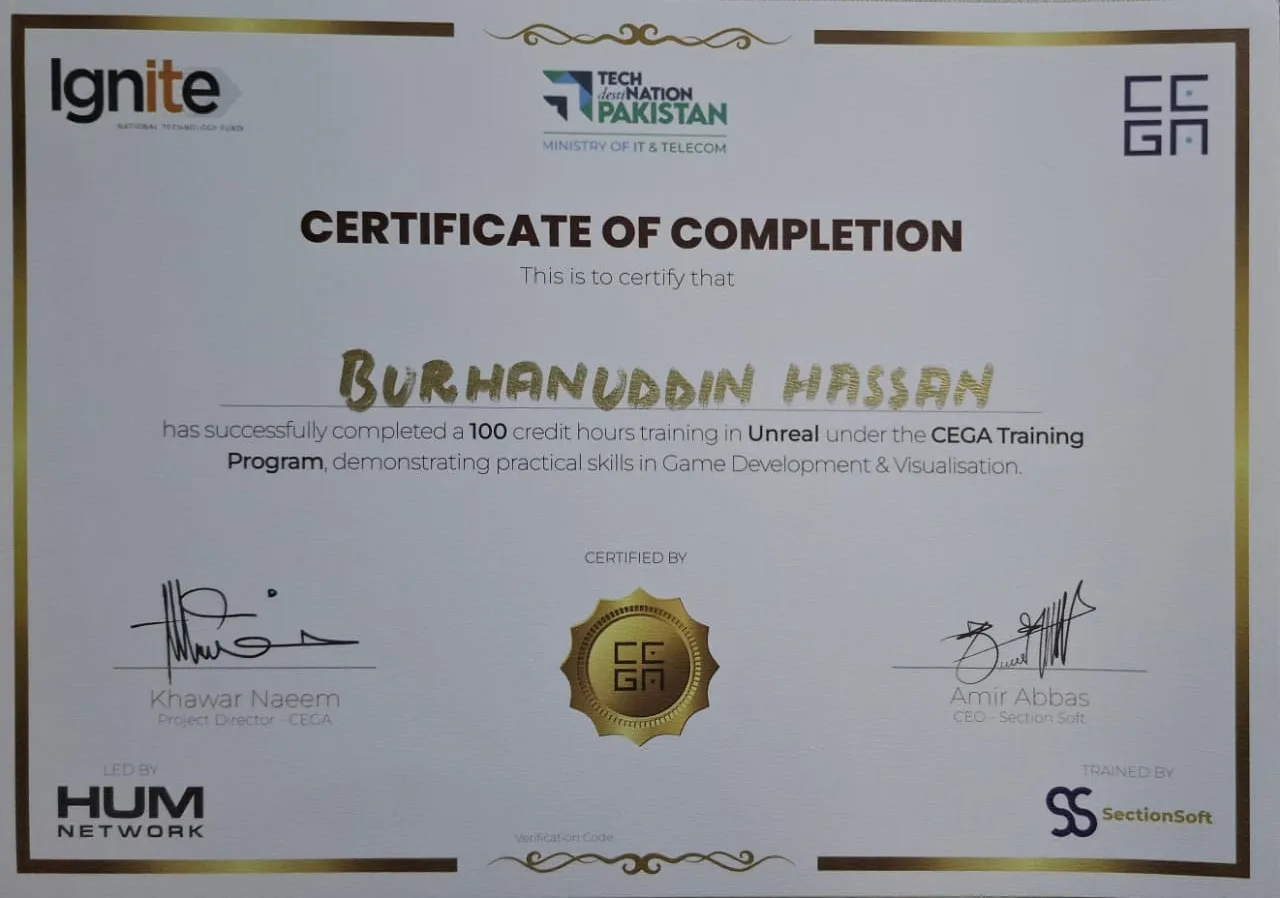 Ignite
NATIONAL TECHNOLOGY FUND
TECH
destiNATION
PAKISTAN
MINISTRY OF IT & TELECOM
CEGA
CERTIFICATE OF COMPLETION
This is to certify that
BURHANUDDIN HASSAN
has successfully completed a 100 credit hours training in Unreal under the CEGA Training
Program, demonstrating practical skills in Game Development & Visualisation.
CERTIFIED BY
CEGA
Khawar Naeem
Project Director - CEGA
Amir Abbas
CEO - Section Soft
LED BY
HUM
NETWORK
TRAINED BY
SS SectionSoft
Verification Code